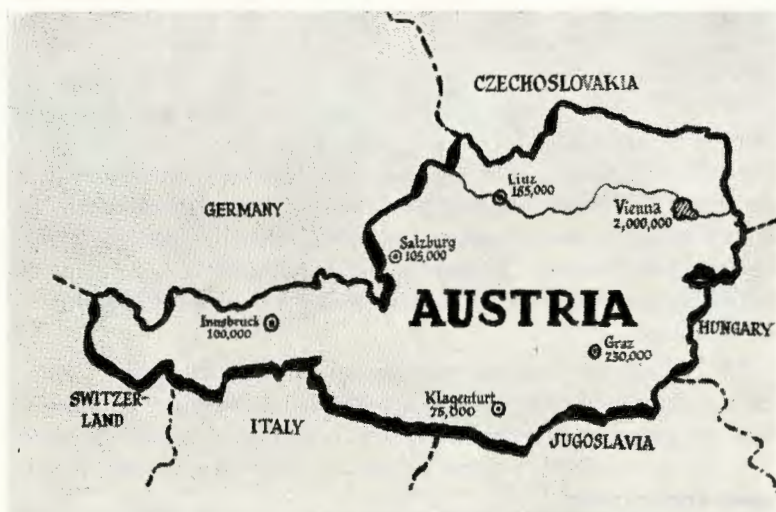 CZECHOSLOVAKIA
Linz
155,000
GERMANY
Vienna
2,000,000
Salzburg
105,000
AUSTRIA
Innsbruck
100,000
HUNGARY
Graz
230,000
SWITZER-
LAND
Klagenfurt
75,000
ITALY
JUGOSLAVIA